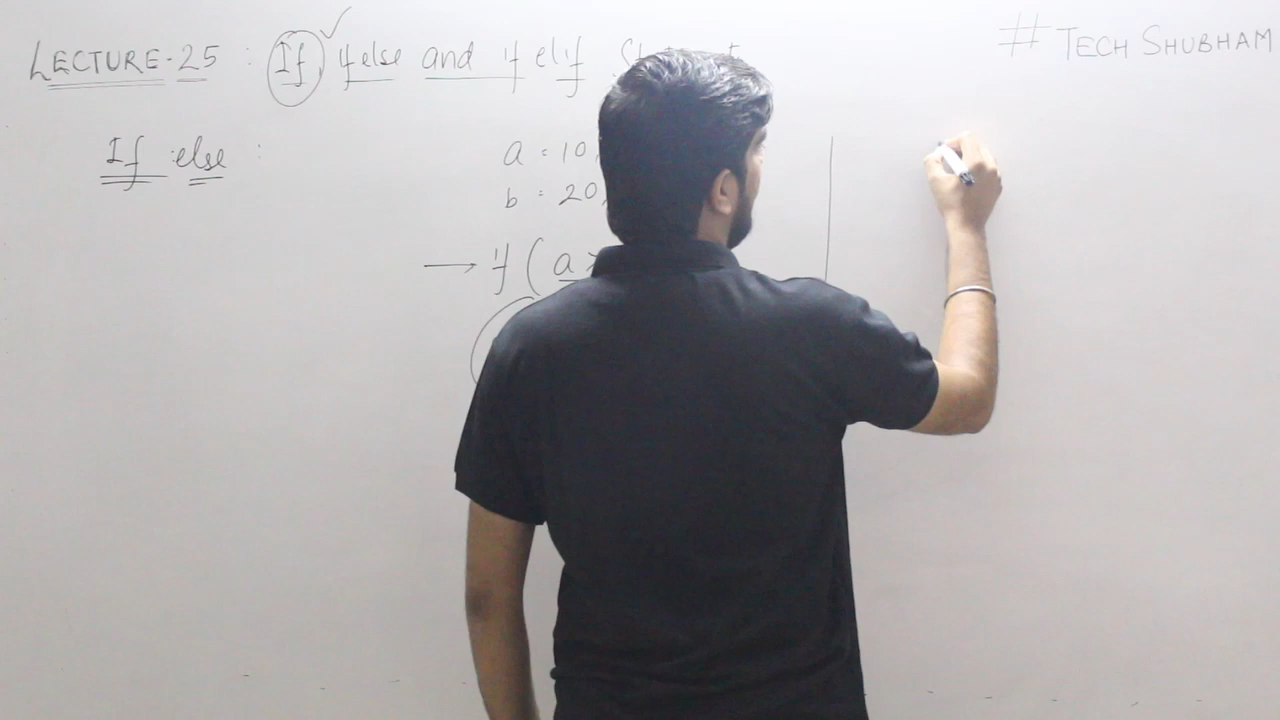 LECTURE-25 : If ✓ if else and if elif
# TECH SHUBHAM
If else :
a = 10
b = 20
→ if ( a